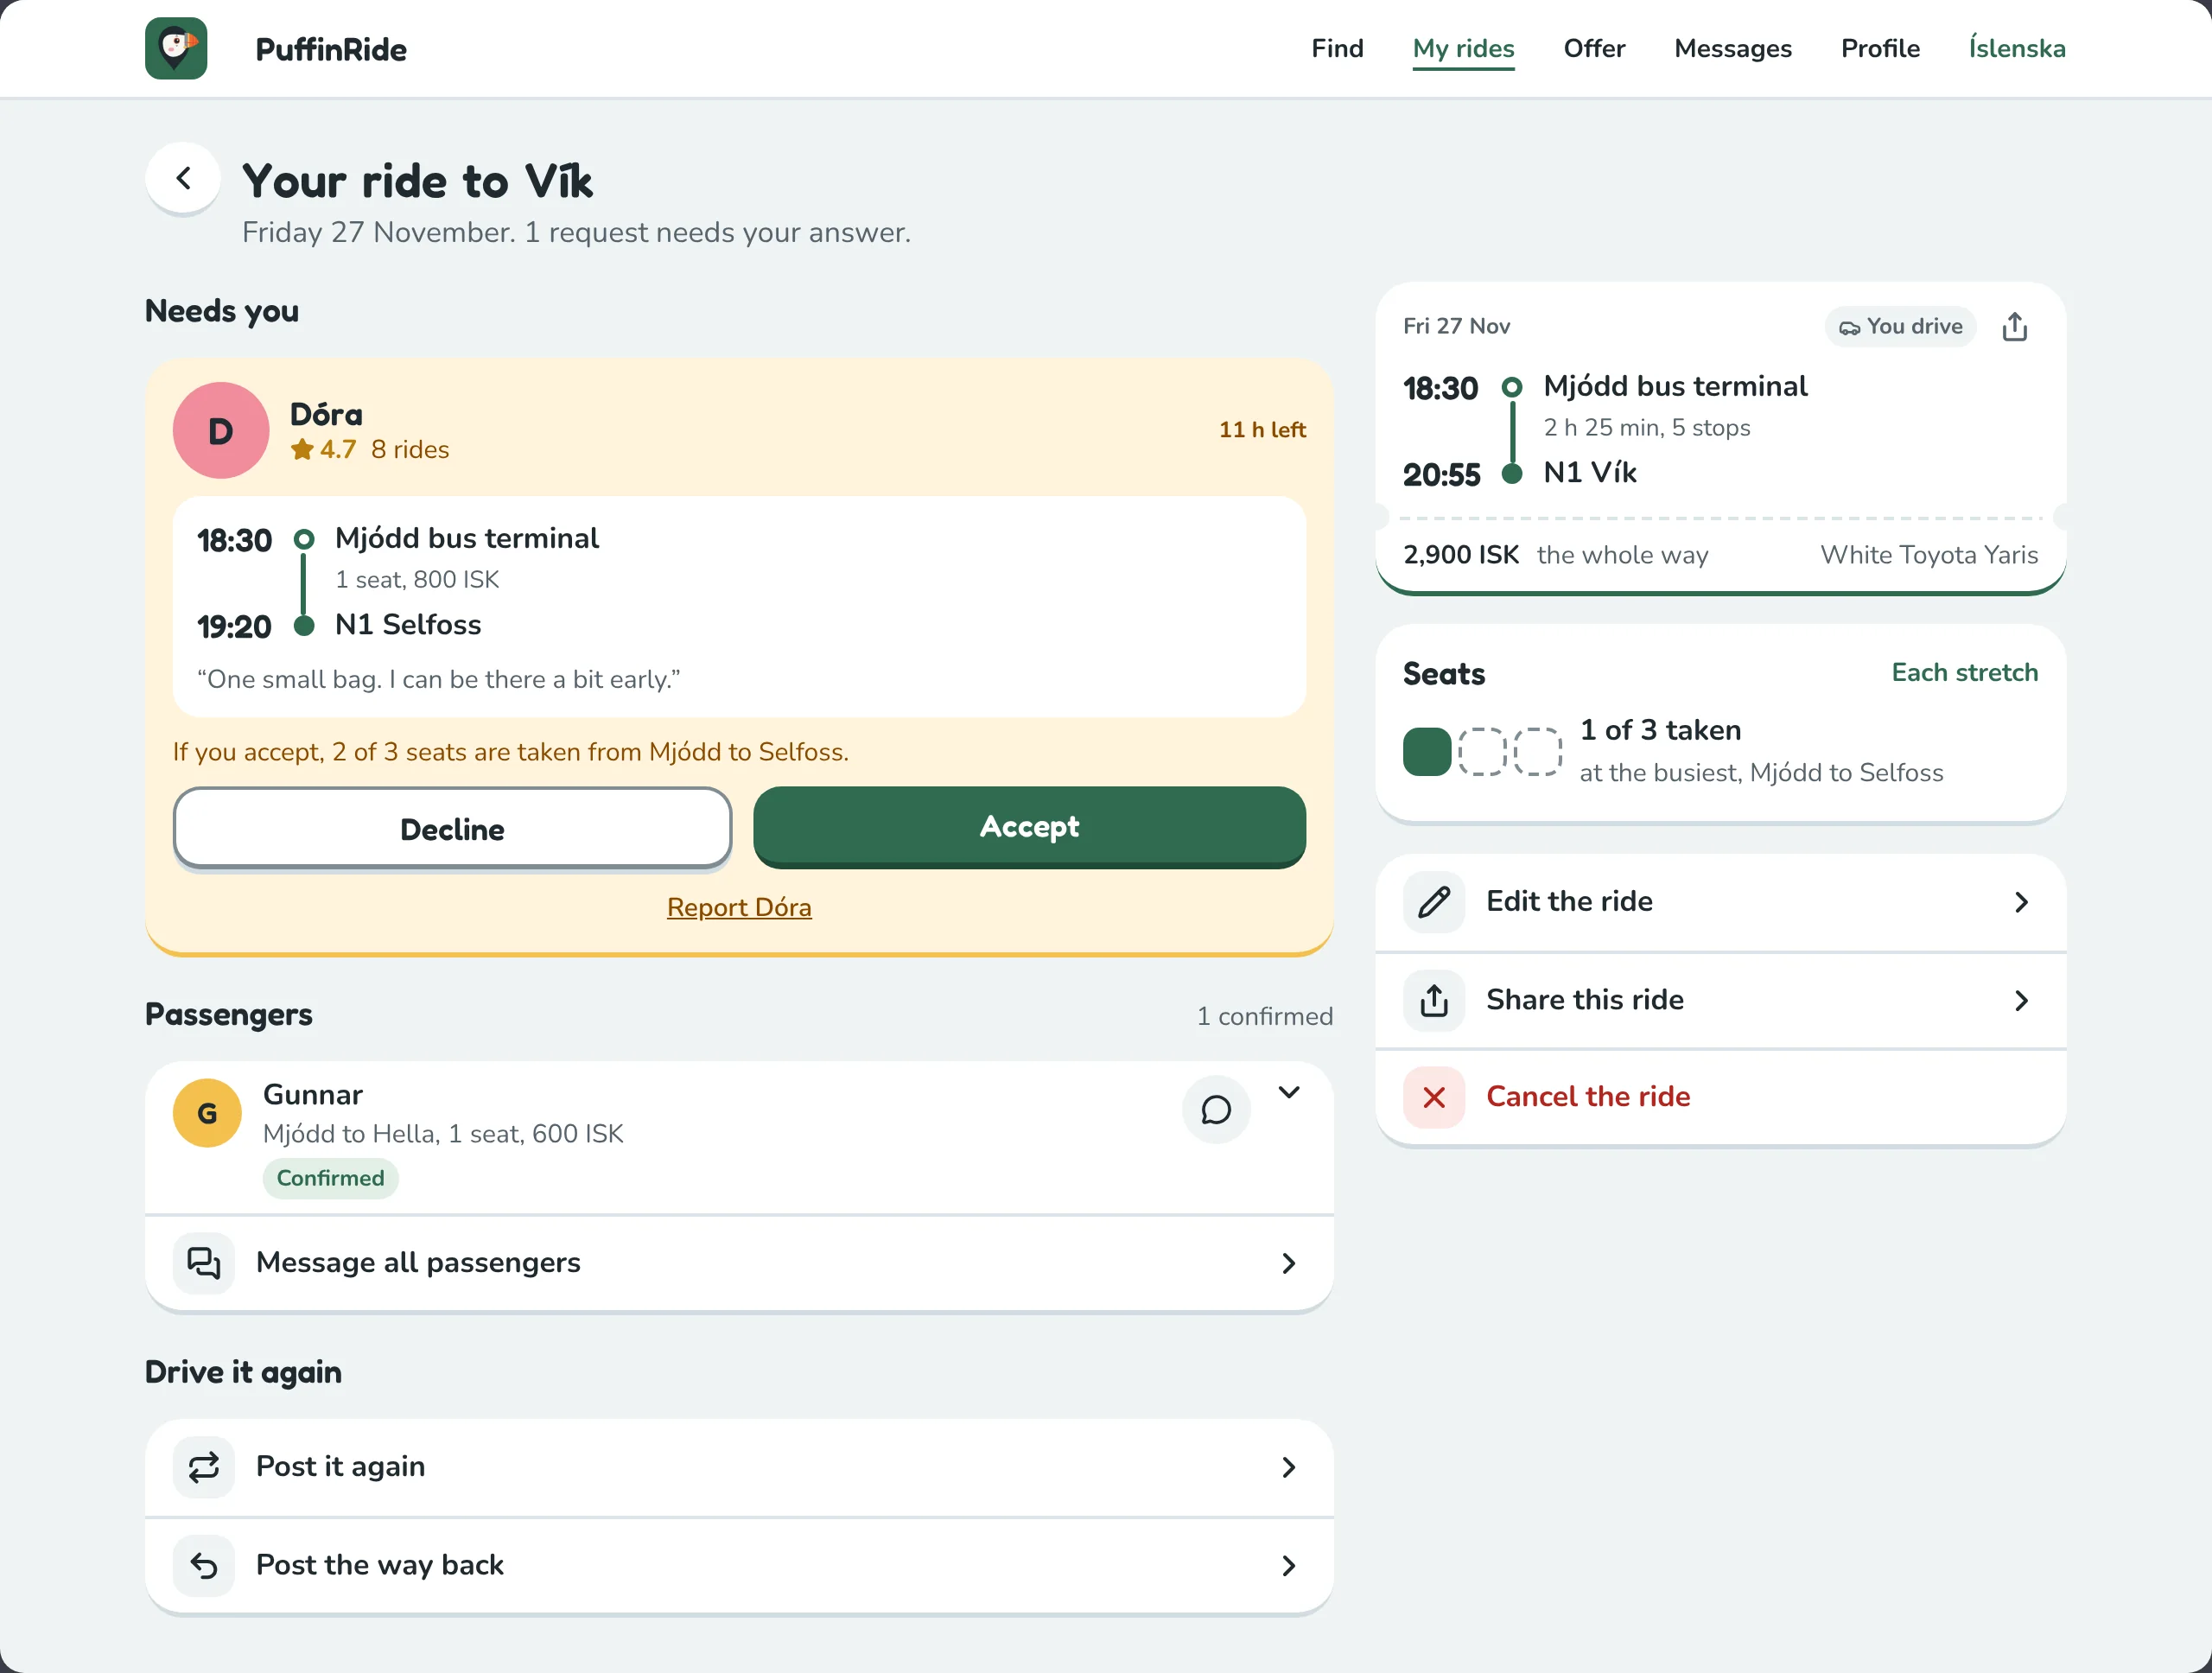 PuffinRide
Find
My rides
Offer
Messages
Profile
Íslenska
Your ride to Vík
Friday 27 November. 1 request needs your answer.
Needs you
D
Dóra
4.7 8 rides
11 h left
18:30 Mjódd bus terminal
1 seat, 800 ISK
19:20 N1 Selfoss
“One small bag. I can be there a bit early.”
If you accept, 2 of 3 seats are taken from Mjódd to Selfoss.
Decline
Accept
Report Dóra
Passengers
1 confirmed
G
Gunnar
Mjódd to Hella, 1 seat, 600 ISK
Confirmed
Message all passengers
Drive it again
Post it again
Post the way back
Fri 27 Nov
You drive
18:30 Mjódd bus terminal
2 h 25 min, 5 stops
20:55 N1 Vík
2,900 ISK the whole way
White Toyota Yaris
Seats
Each stretch
1 of 3 taken
at the busiest, Mjódd to Selfoss
Edit the ride
Share this ride
Cancel the ride